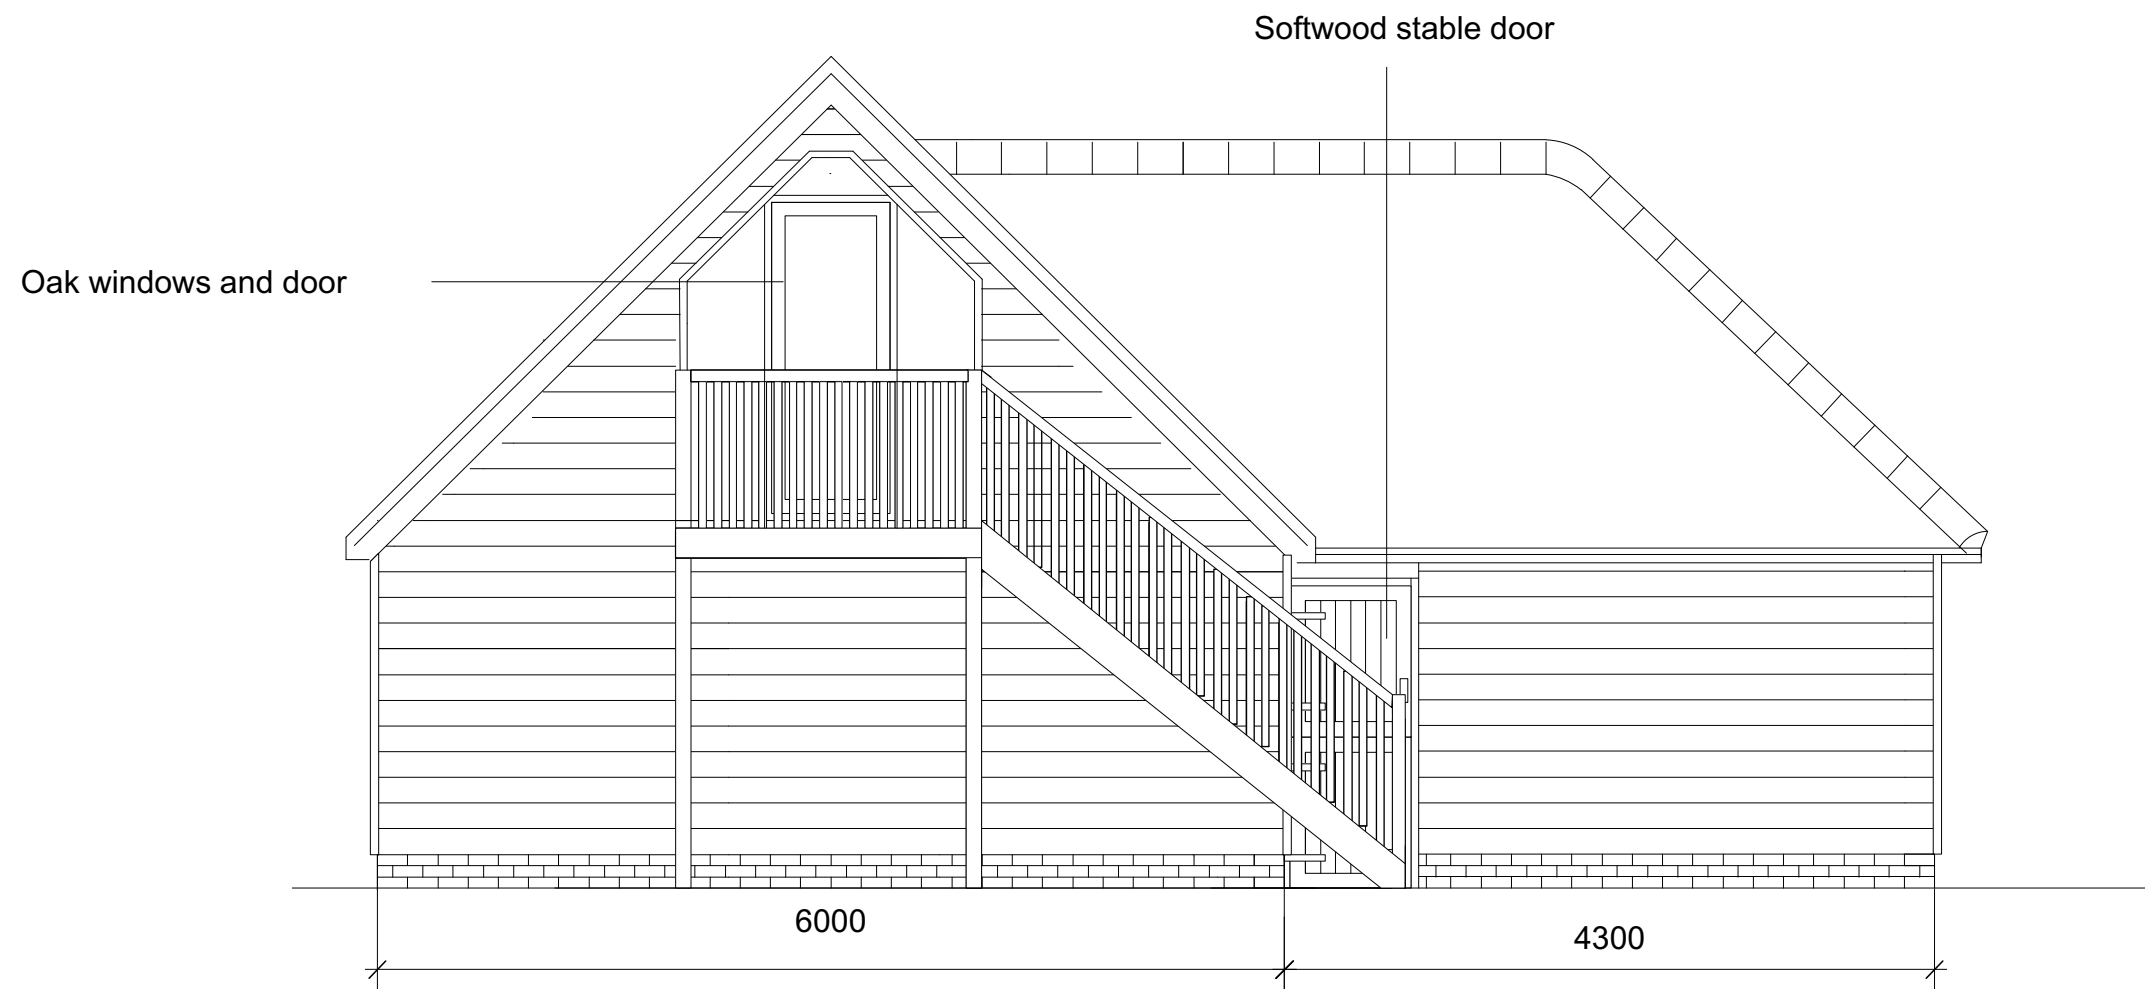 Softwood stable door
Oak windows and door
6000
4300